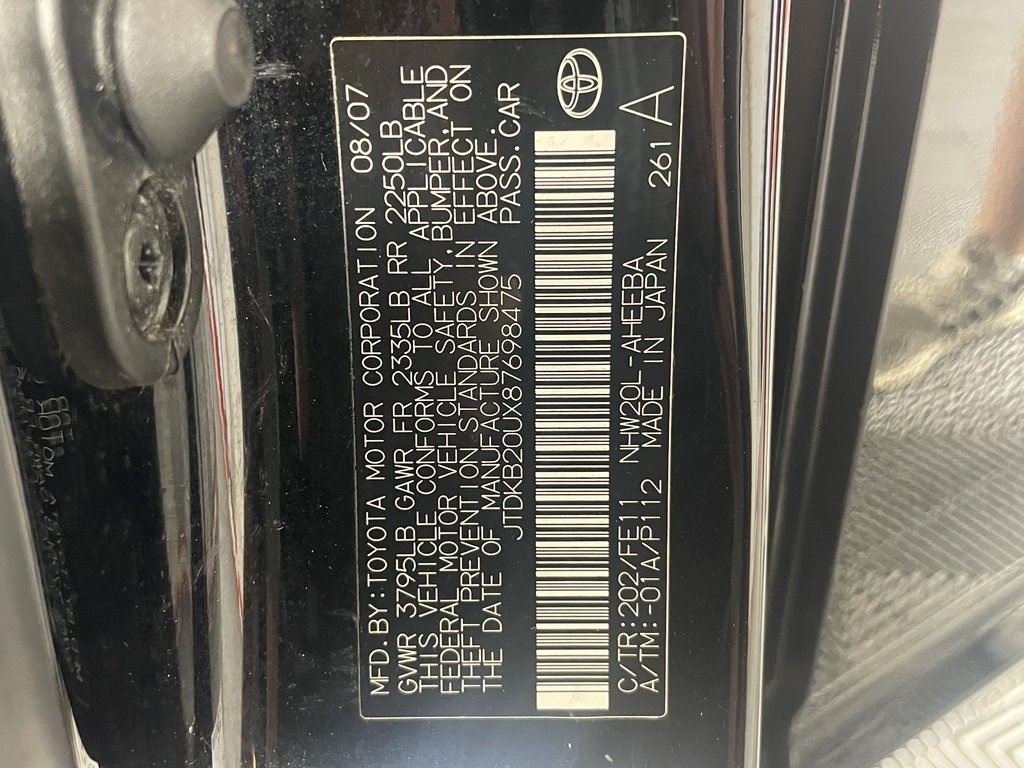 MFD.BY:TOYOTA MOTOR CORPORATION 08/07
GVWR 3795LB GAWR FR 2335LB RR 2250LB
THIS VEHICLE CONFORMS TO ALL APPLICABLE
FEDERAL MOTOR VEHICLE SAFETY, BUMPER, AND
THEFT PREVENTION STANDARDS IN EFFECT ON
THE DATE OF MANUFACTURE SHOWN ABOVE.
JTDKB20UX87698475 PASS.CAR
C/TR:202/FE11 NHW20L-AHEEBA 261 A
A/TM:-01A/P112 MADE IN JAPAN